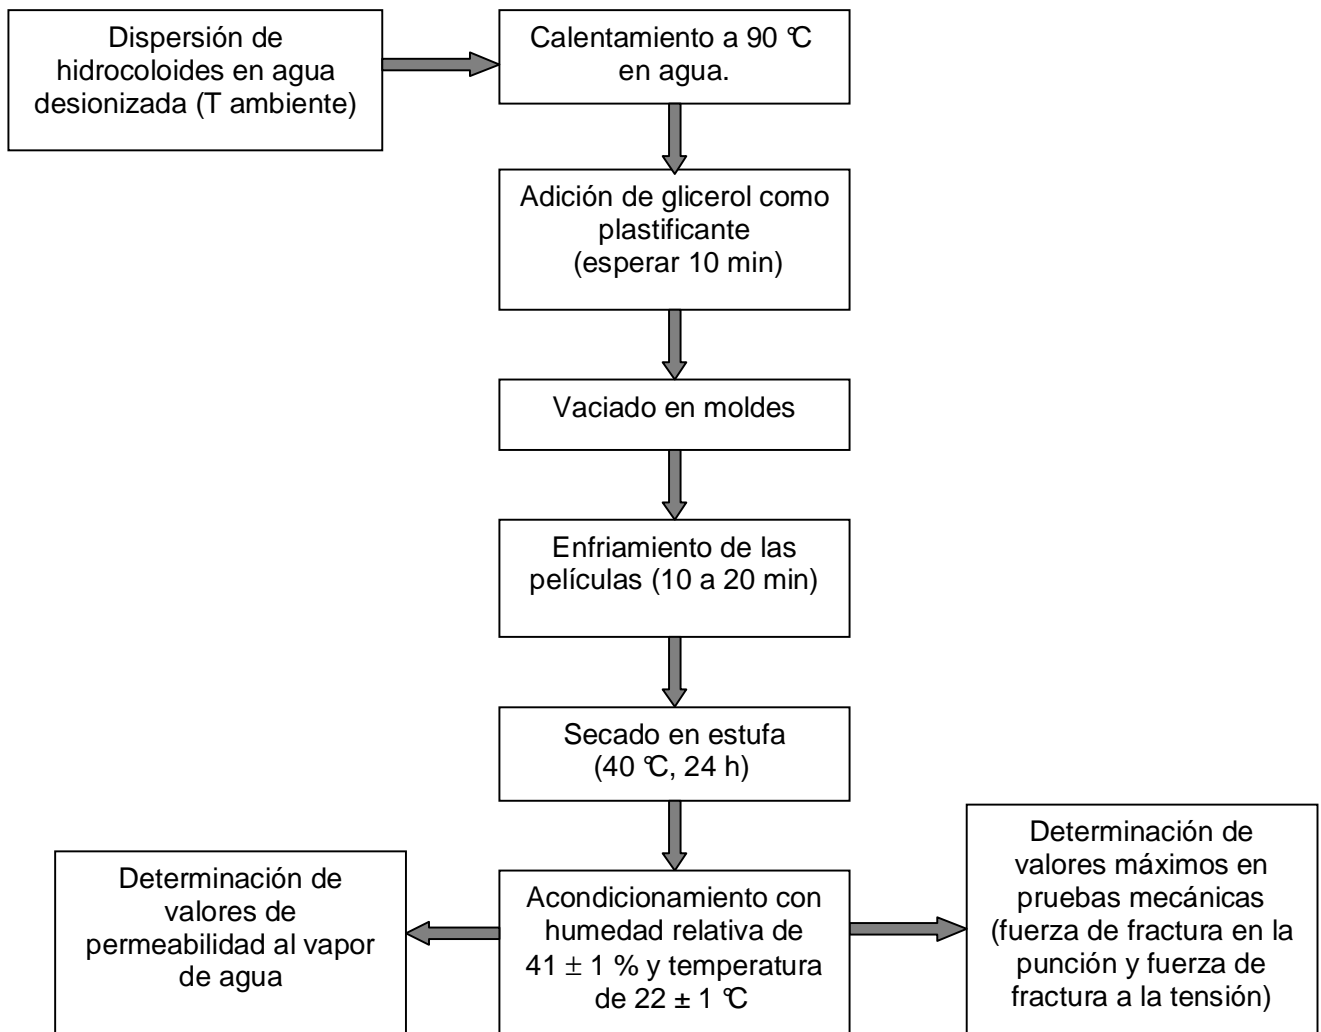 Dispersión de
hidrocoloides en agua
desionizada (T ambiente)
Calentamiento a 90 °C
en agua.
Adición de glicerol como
plastificante
(esperar 10 min)
Vaciado en moldes
Enfriamiento de las
películas (10 a 20 min)
Secado en estufa
(40 °C, 24 h)
Acondicionamiento con
humedad relativa de
41 ± 1 % y temperatura
de 22 ± 1 °C
Determinación de
valores de
permeabilidad al vapor
de agua
Determinación de
valores máximos en
pruebas mecánicas
(fuerza de fractura en la
punción y fuerza de
fractura a la tensión)